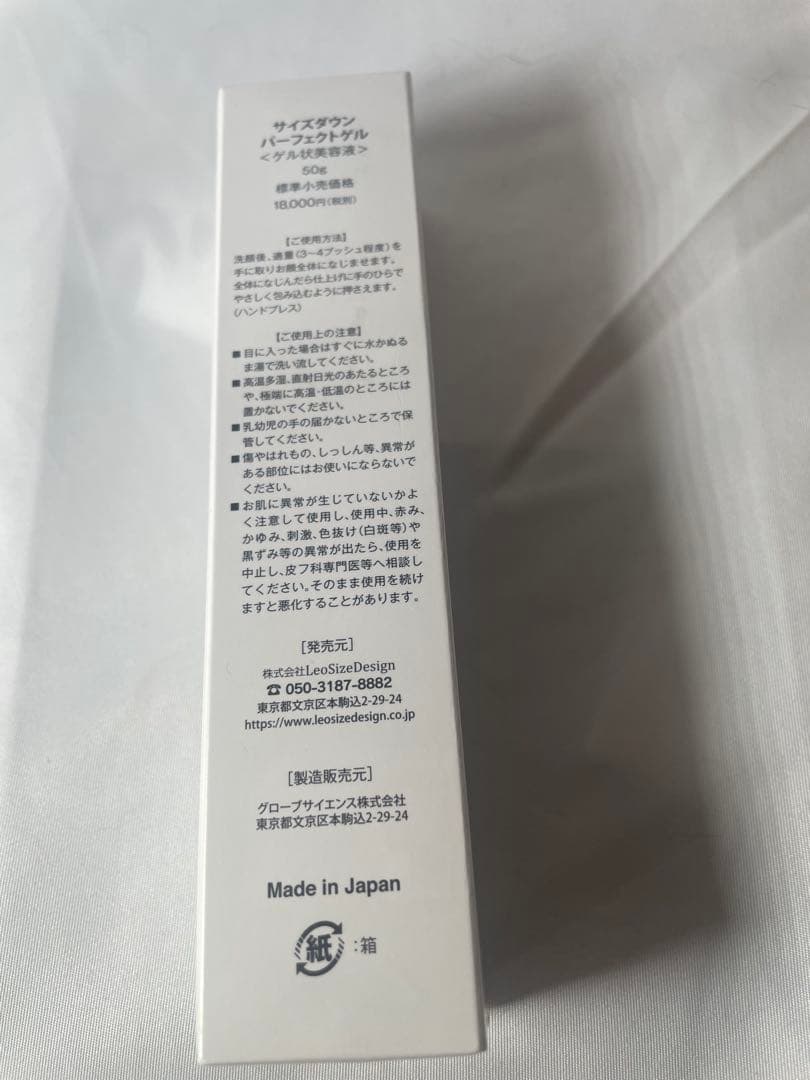 サイズダウン
パーフェクトゲル
＜ゲル状美容液＞
50g
標準小売価格
18,000円(税別)
【ご使用方法】
洗顔後、適量（3〜4プッシュ程度）を
手に取りお顔全体になじませます。
全体になじんだら仕上げに手のひらで
やさしく包み込むように押さえます。
（ハンドプレス）
【ご使用上の注意】
■目に入った場合はすぐに水かぬる
ま湯で洗い流してください。
■高温多湿、直射日光のあたるところ
や、極端に高温・低温のところには
置かないでください。
■乳幼児の手の届かないところで保
管してください。
■傷やはれもの、しっしん等、異常が
ある部位にはお使いにならないで
ください。
■お肌に異常が生じていないかよ
く注意して使用し、使用中、赤み、
かゆみ、刺激、色抜け（白斑等）や
黒ずみ等の異常が出たら、使用を
中止し、皮フ科専門医等へ相談し
てください。そのまま使用を続け
ますと悪化することがあります。
［発売元］
株式会社LeoSizeDesign
☎ 050-3187-8882
東京都文京区本駒込2-29-24
https://www.leosizedesign.co.jp
［製造販売元］
グローブサイエンス株式会社
東京都文京区本駒込2-29-24
Made in Japan
紙：箱